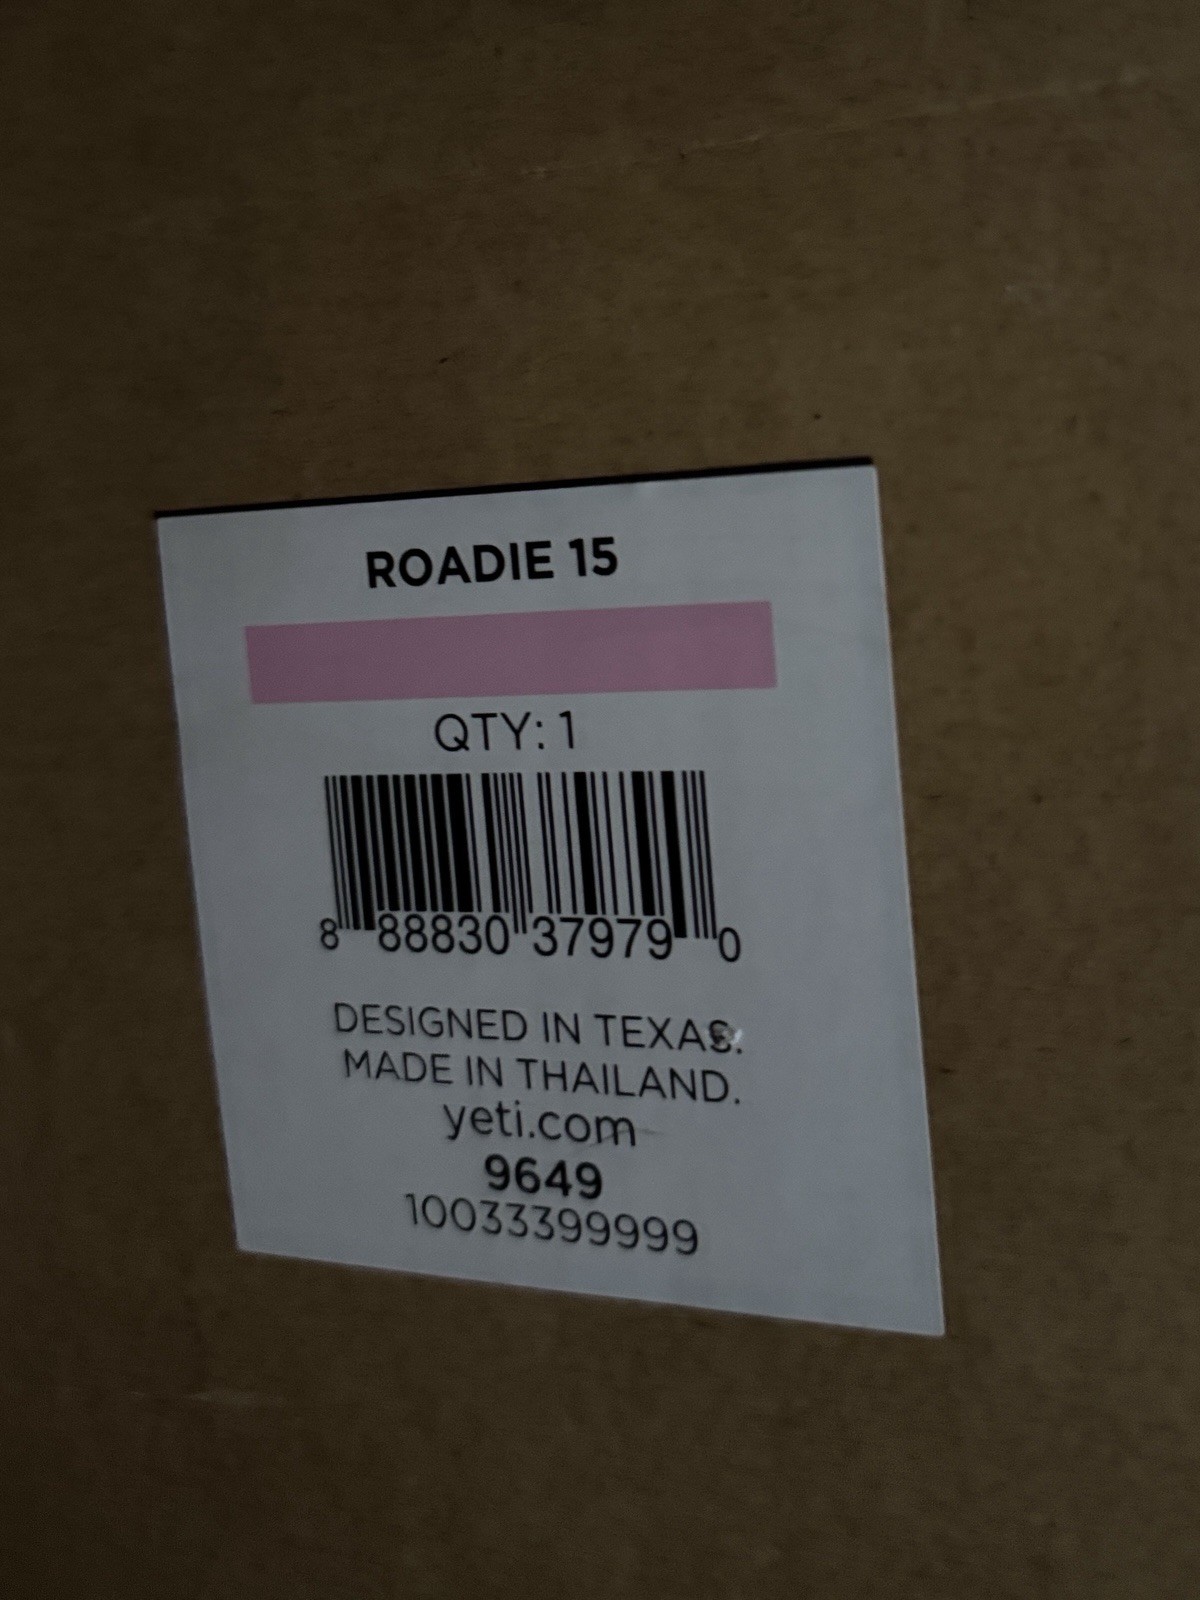 ROADIE 15
QTY: 1
8 88830 37979 0
DESIGNED IN TEXAS.
MADE IN THAILAND.
yeti.com
9649
10033399999